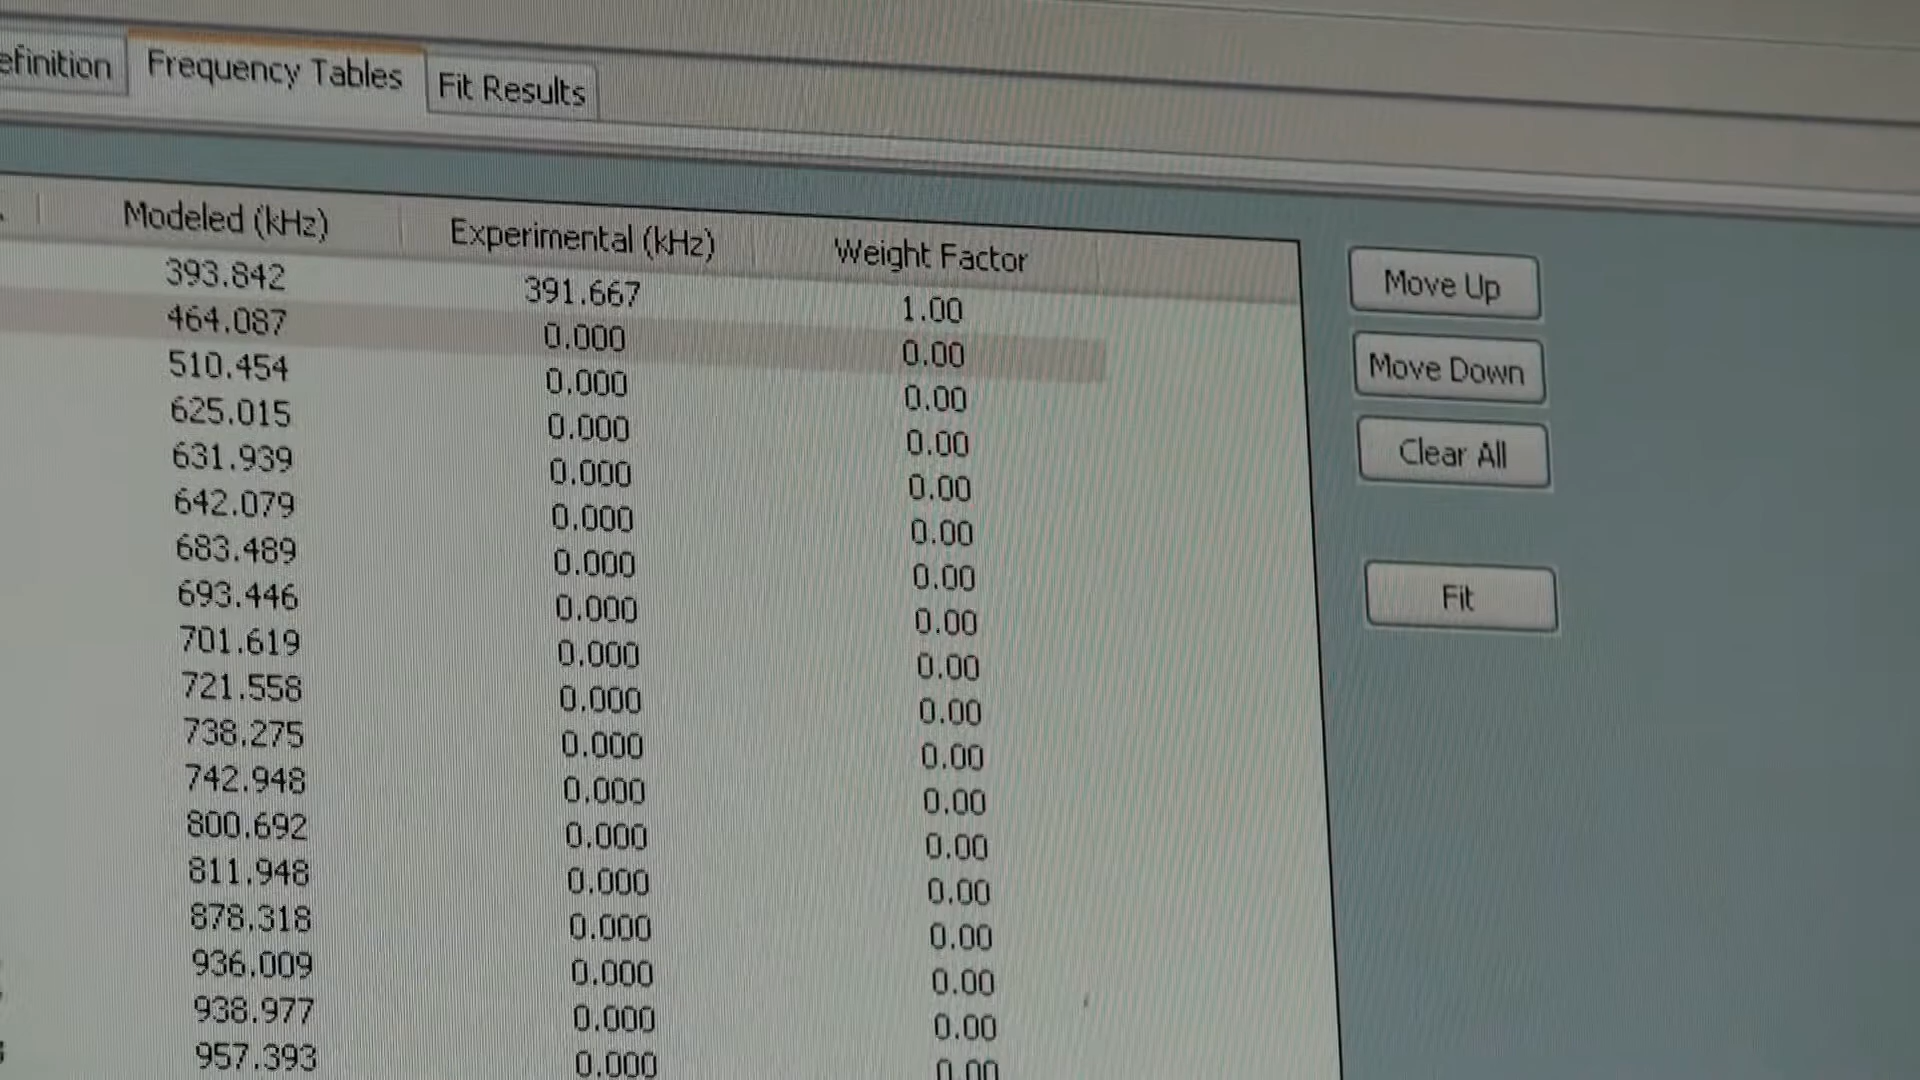 efinition Frequency Tables Fit Results
Modeled (kHz) Experimental (kHz) Weight Factor
393.842 391.667 1.00
464.087 0.000 0.00
510.454 0.000 0.00
625.015 0.000 0.00
631.939 0.000 0.00
642.079 0.000 0.00
683.489 0.000 0.00
693.446 0.000 0.00
701.619 0.000 0.00
721.558 0.000 0.00
738.275 0.000 0.00
742.948 0.000 0.00
800.692 0.000 0.00
811.948 0.000 0.00
878.318 0.000 0.00
936.009 0.000 0.00
938.977 0.000 0.00
957.393 0.000 0.00
Move Up
Move Down
Clear All
Fit